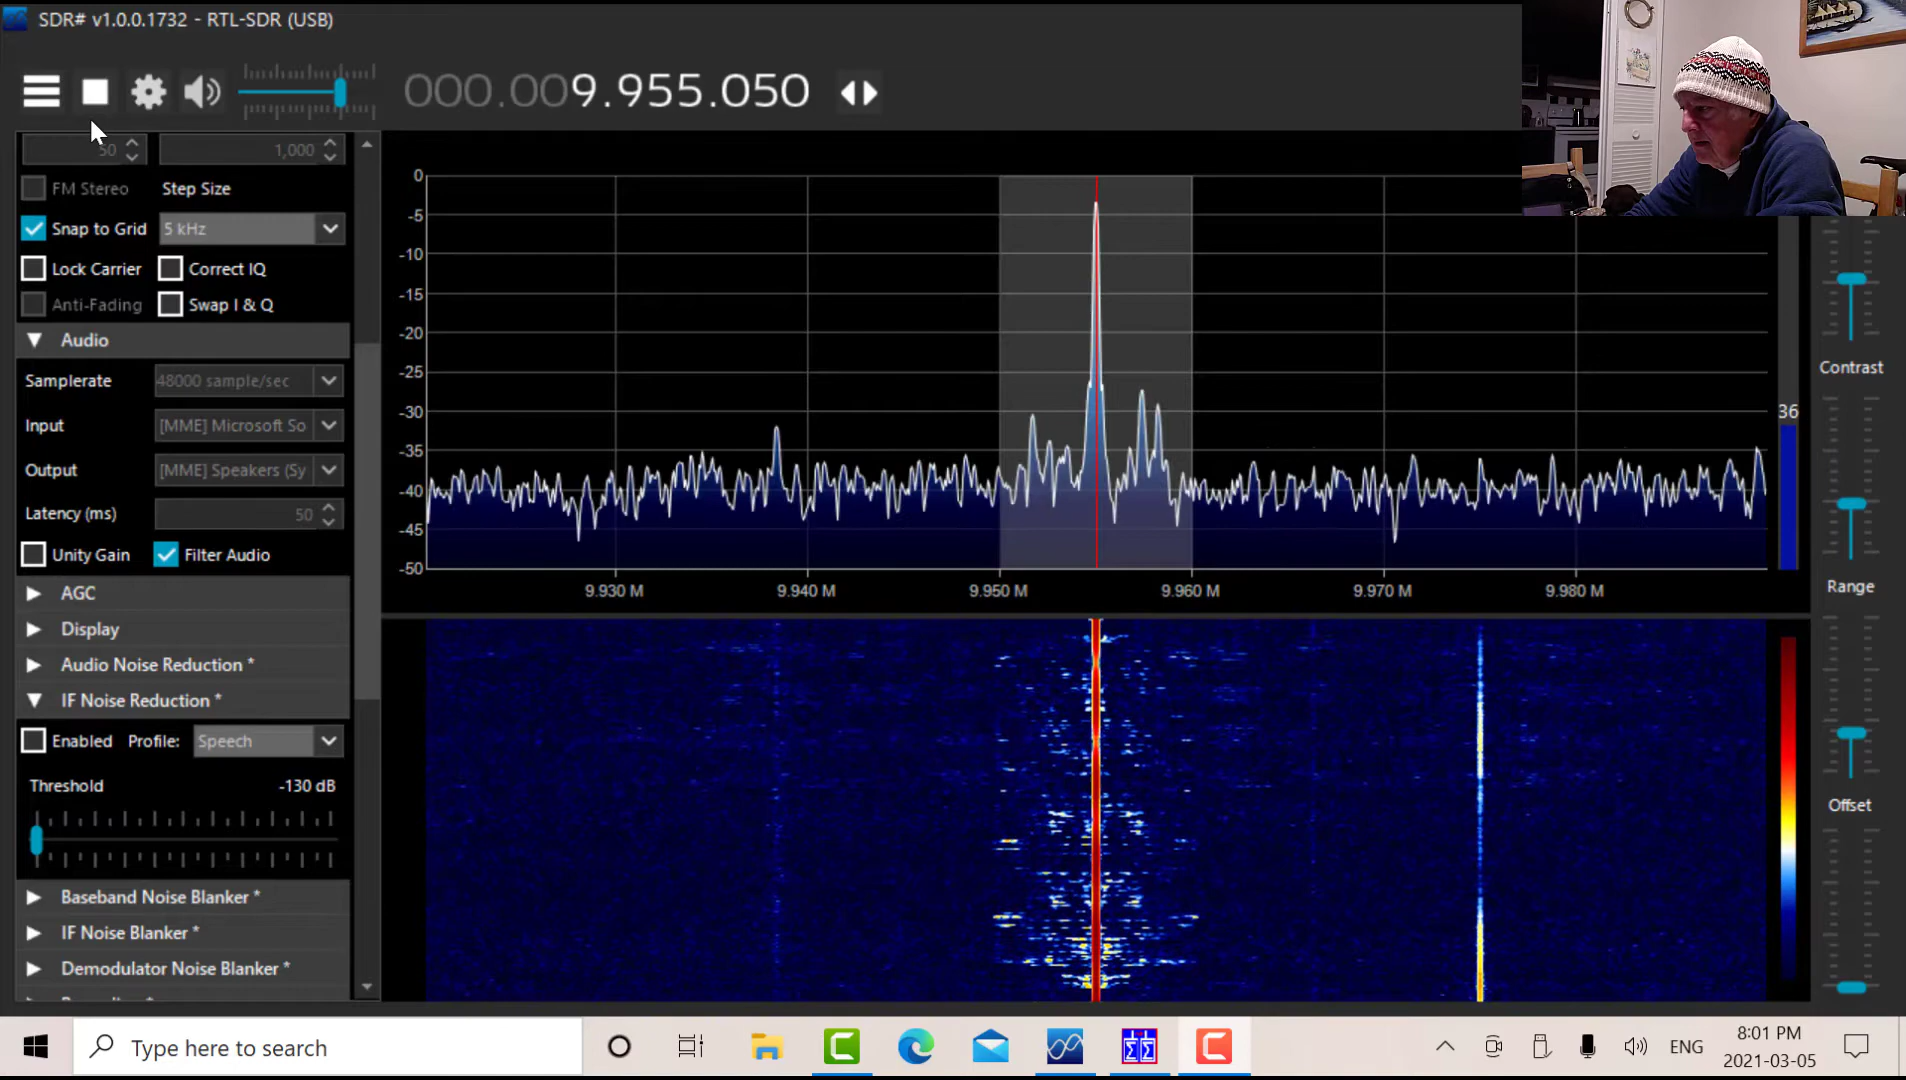 SDR# v1.0.0.1732 - RTL-SDR (USB)
000.009.955.050
50 1,000
FM Stereo Step Size
Snap to Grid 5 kHz
Lock Carrier Correct IQ
Anti-Fading Swap I & Q
Audio
Samplerate 48000 sample/sec
Input [MME] Microsoft So
Output [MME] Speakers (Sy
Latency (ms) 50
Unity Gain Filter Audio
AGC
Display
Audio Noise Reduction *
IF Noise Reduction *
Enabled Profile: Speech
Threshold -130 dB
Baseband Noise Blanker *
IF Noise Blanker *
Demodulator Noise Blanker *
0
-5
-10
-15
-20
-25
-30
-35
-40
-45
-50
9.930 M 9.940 M 9.950 M 9.960 M 9.970 M 9.980 M
36
Contrast
Range
Offset
Type here to search
ENG
8:01 PM
2021-03-05